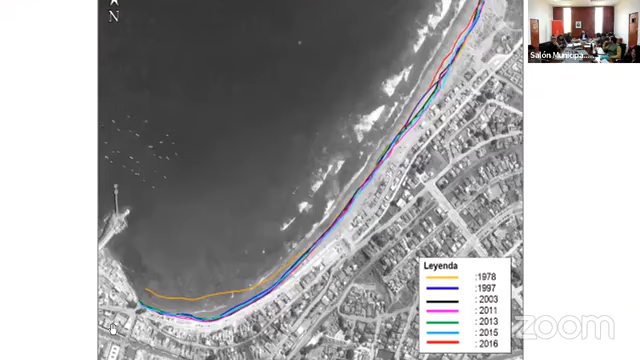 N
Salón Municipa......
Leyenda
:1978
:1997
: 2003
: 2011
: 2013
: 2015
: 2016
zoom